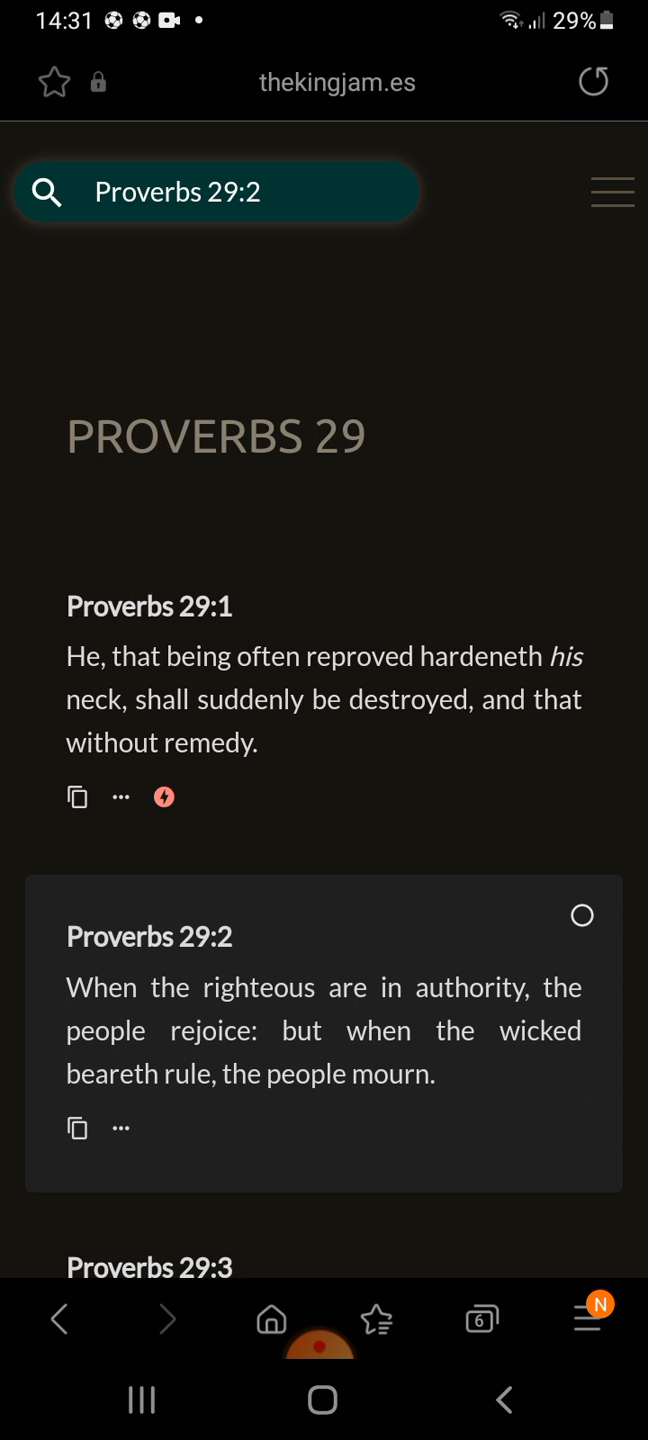 14:31
29%
thekingjam.es
Proverbs 29:2
PROVERBS 29
Proverbs 29:1
He, that being often reproved hardeneth his
neck, shall suddenly be destroyed, and that
without remedy.
Proverbs 29:2
When the righteous are in authority, the
people rejoice: but when the wicked
beareth rule, the people mourn.
Proverbs 29:3
6
N